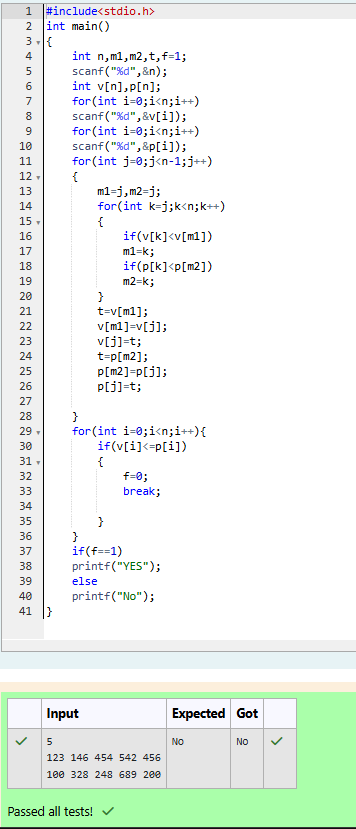 1 #include<stdio.h>
2 int main()
3 {
4 int n,m1,m2,t,f=1;
5 scanf("%d",&n);
6 int v[n],p[n];
7 for(int i=0;i<n;i++)
8 scanf("%d",&v[i]);
9 for(int i=0;i<n;i++)
10 scanf("%d",&p[i]);
11 for(int j=0;j<n-1;j++)
12 {
13 m1=j,m2=j;
14 for(int k=j;k<n;k++)
15 {
16 if(v[k]<v[m1])
17 m1=k;
18 if(p[k]<p[m2])
19 m2=k;
20 }
21 t=v[m1];
22 v[m1]=v[j];
23 v[j]=t;
24 t=p[m2];
25 p[m2]=p[j];
26 p[j]=t;
27
28 }
29 for(int i=0;i<n;i++){
30 if(v[i]<=p[i])
31 {
32 f=0;
33 break;
34
35 }
36 }
37 if(f==1)
38 printf("YES");
39 else
40 printf("No");
41 }
Input Expected Got
5 No No
123 146 454 542 456
100 328 248 689 200
Passed all tests!